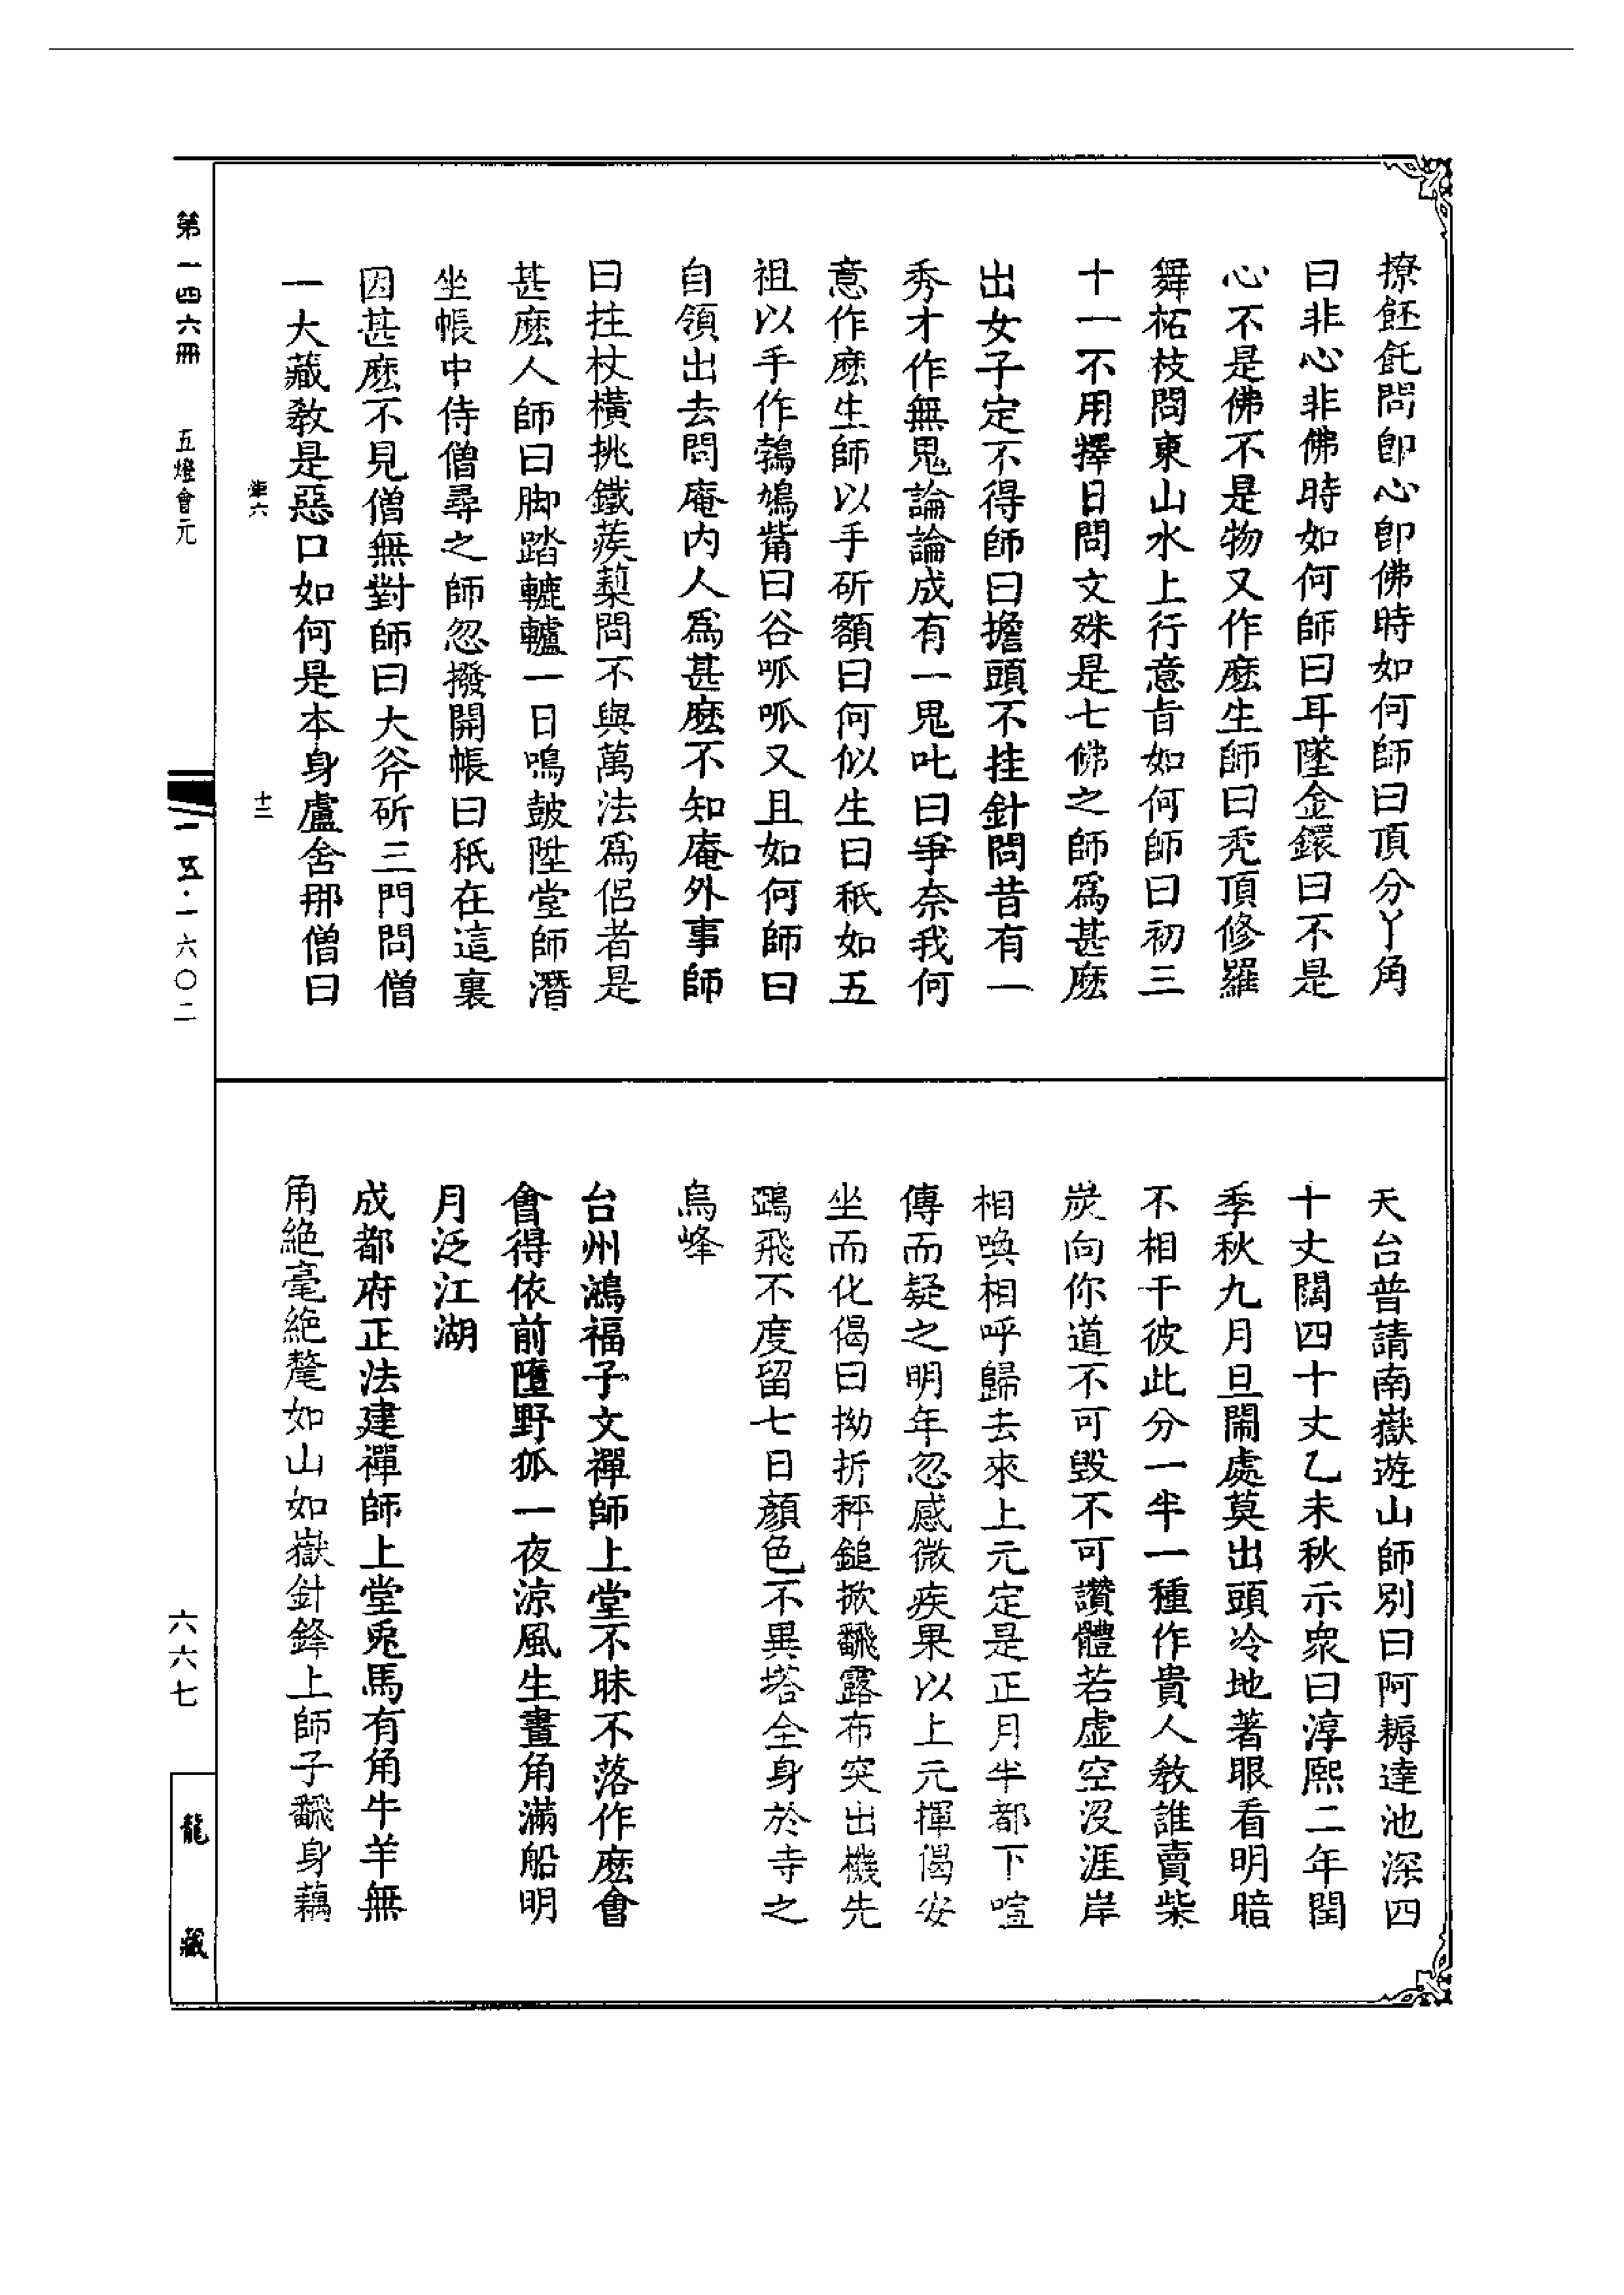 撩飪飥問卽心卽佛時如何師曰頂分丫角
曰非心非佛時如何師曰耳墜金鐶曰不是
心不是佛不是物又作麽生師曰禿頂修羅
舞柘枝問東山水上行意旨如何師曰初三
十一不用擇日問文殊是七佛之師爲甚麽
出女子定不得師曰擔頭不挂針問昔有一
秀才作無鬼論論成有一鬼叱曰爭奈我何
意作麽生師以手斫額曰何似生曰秖如五
祖以手作鵓鳩觜曰谷呱呱又且如何師曰
自領出去問庵内人爲甚麽不知庵外事師
曰拄杖橫挑鐵蒺蔾問不與萬法爲侶者是
甚麽人師曰脚踏轆轤一日鳴鼓陞堂師潛
坐帳中侍僧尋之師忽撥開帳曰秖在這裏
因甚麽不見僧無對師曰大斧斫三門問僧
一大藏教是惡口如何是本身盧舍那僧曰
十三
天台普請南嶽遊山師別曰阿耨達池深四
十丈闊四十丈乙未秋示衆曰淳熙二年閏
季秋九月旦鬧處莫出頭冷地著眼看明暗
不相干彼此分一半一種作貴人教誰賣柴
炭向你道不可毀不可讚體若虛空沒涯岸
相喚相呼歸去來上元定是正月半都下喧
傳而疑之明年忽感微疾果以上元揮偈安
坐而化偈曰拗折秤鎚掀飜露布突出機先
鵶飛不度留七日顏色不異塔全身於寺之
烏峰
台州鴻福子文禪師上堂不昧不落作麽會
會得依前墮野狐一夜涼風生畫角滿船明
月泛江湖
成都府正法建禪師上堂兎馬有角牛羊無
角絶毫絶氂如山如嶽針鋒上師子飜身藕
第一四六冊　五燈會元
一五·一六〇二
六六七
龍藏